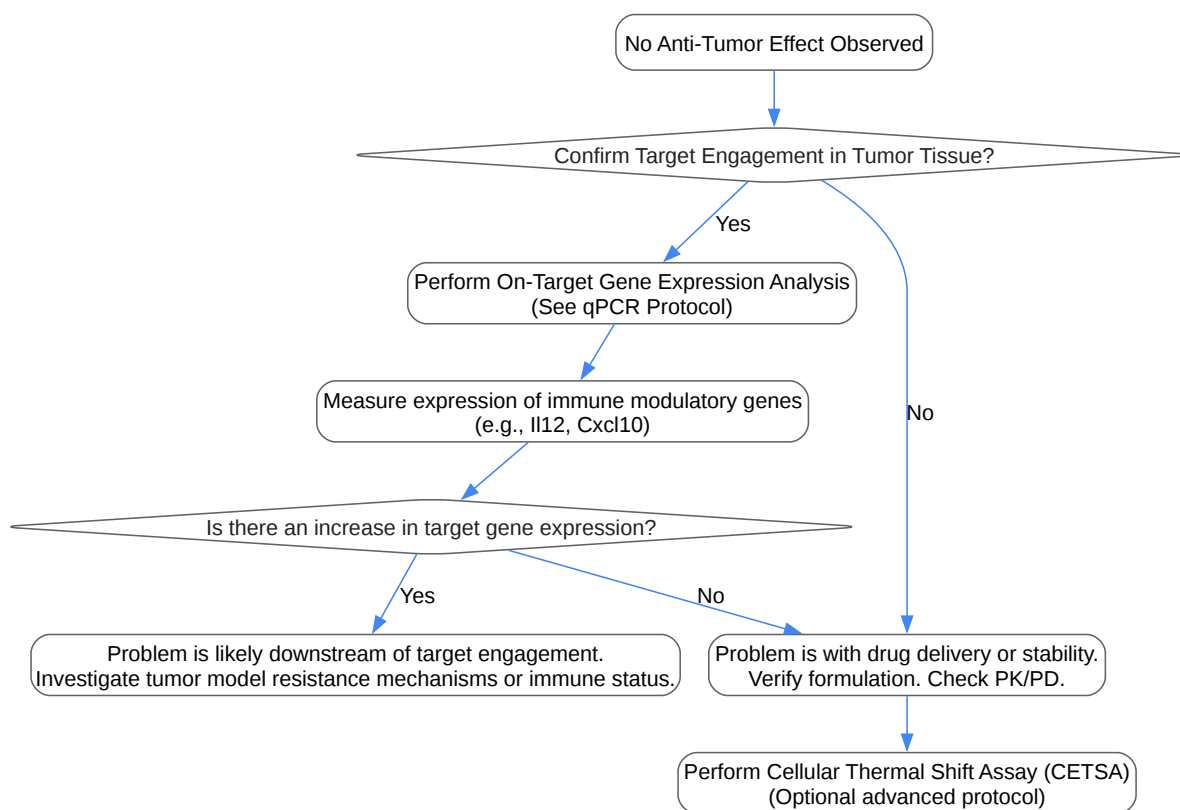 No Anti-Tumor Effect Observed
Confirm Target Engagement in Tumor Tissue?
Yes
Perform On-Target Gene Expression Analysis
(See qPCR Protocol)
Measure expression of immune modulatory genes
(e.g., Il12, Cxcl10)
No
Is there an increase in target gene expression?
Yes
No
Problem is likely downstream of target engagement.
Investigate tumor model resistance mechanisms or immune status.
Problem is with drug delivery or stability.
Verify formulation. Check PK/PD.
Perform Cellular Thermal Shift Assay (CETSA)
(Optional advanced protocol)